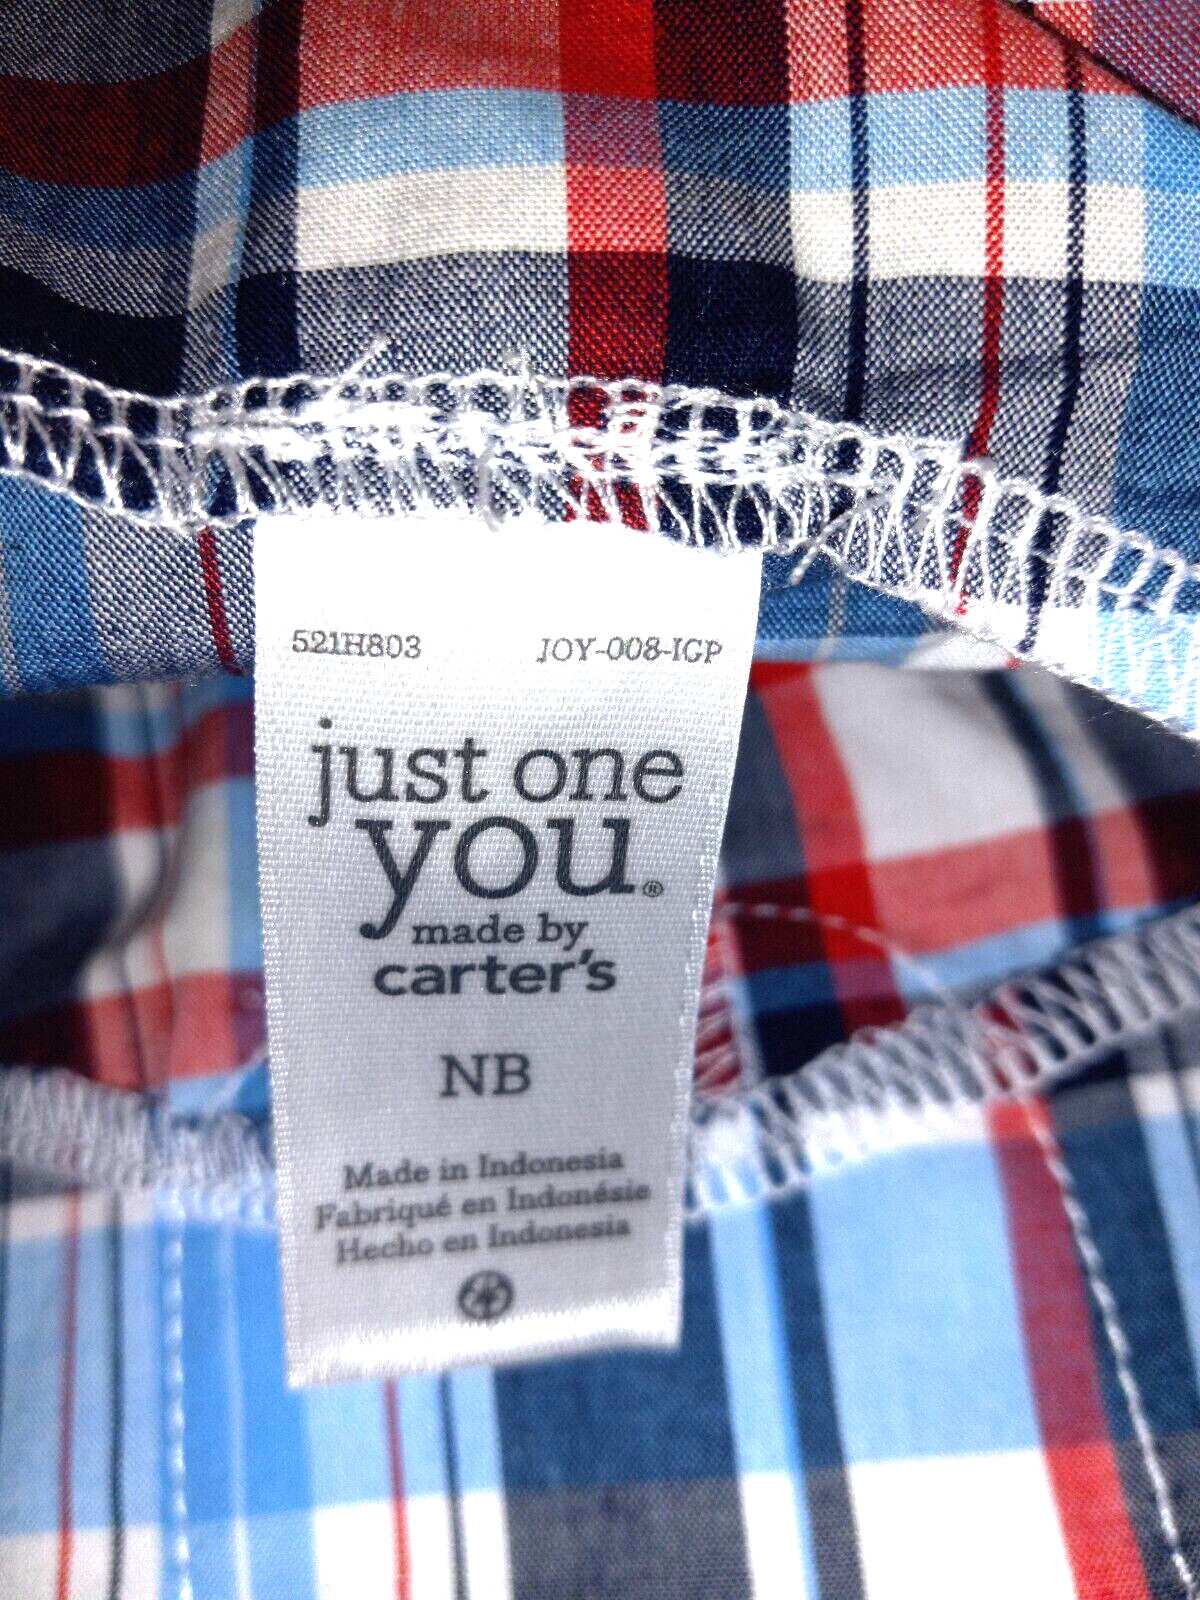 521H803 JOY-008-IGP
just one
you.®
made by
carter's
NB
Made in Indonesia
Fabriqué en Indonésie
Hecho en Indonesia